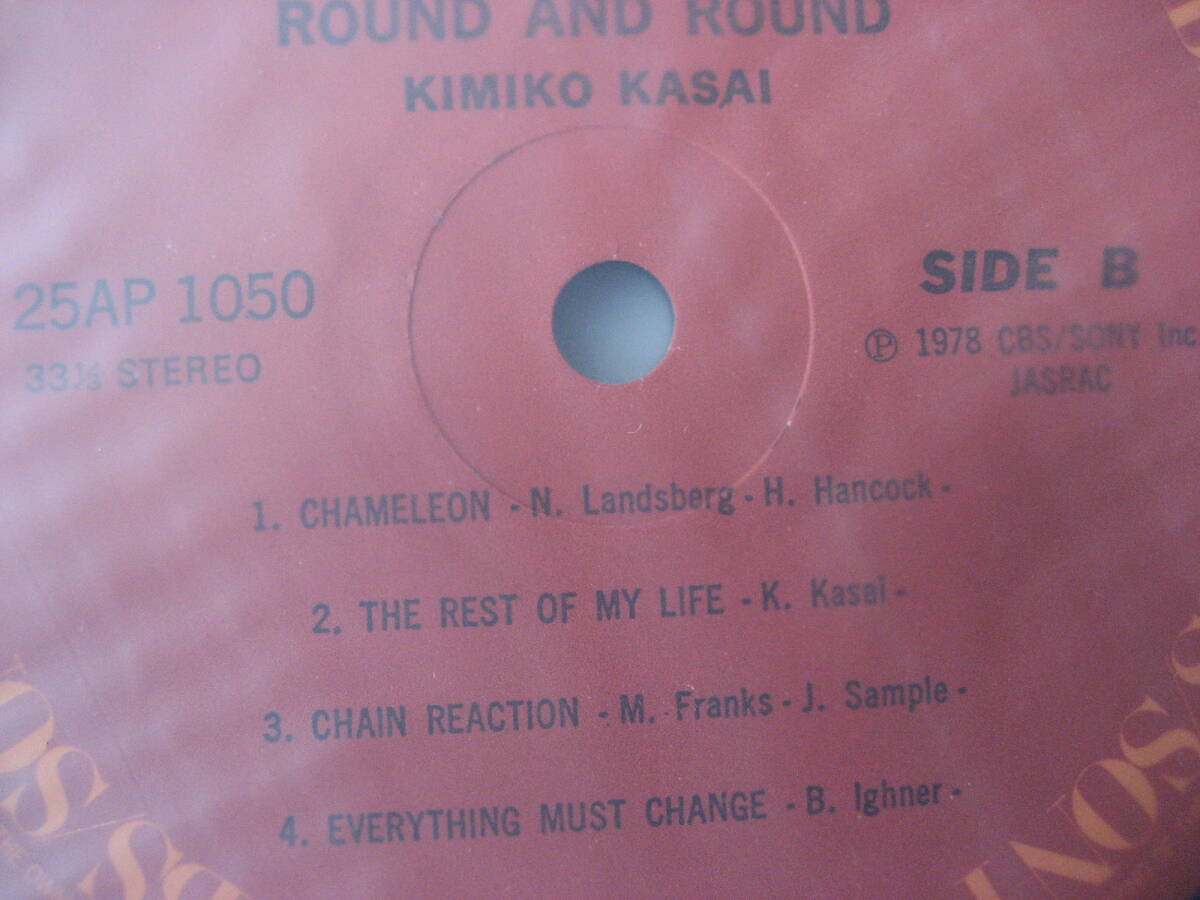 ROUND AND ROUND
KIMIKO KASAI
25AP 1050
33⅓ STEREO
SIDE B
Ⓟ 1978 CBS/SONY Inc
JASRAC
1. CHAMELEON - N. Landsberg - H. Hancock -
2. THE REST OF MY LIFE - K. Kasai -
3. CHAIN REACTION - M. Franks - J. Sample -
4. EVERYTHING MUST CHANGE - B. Ighner -